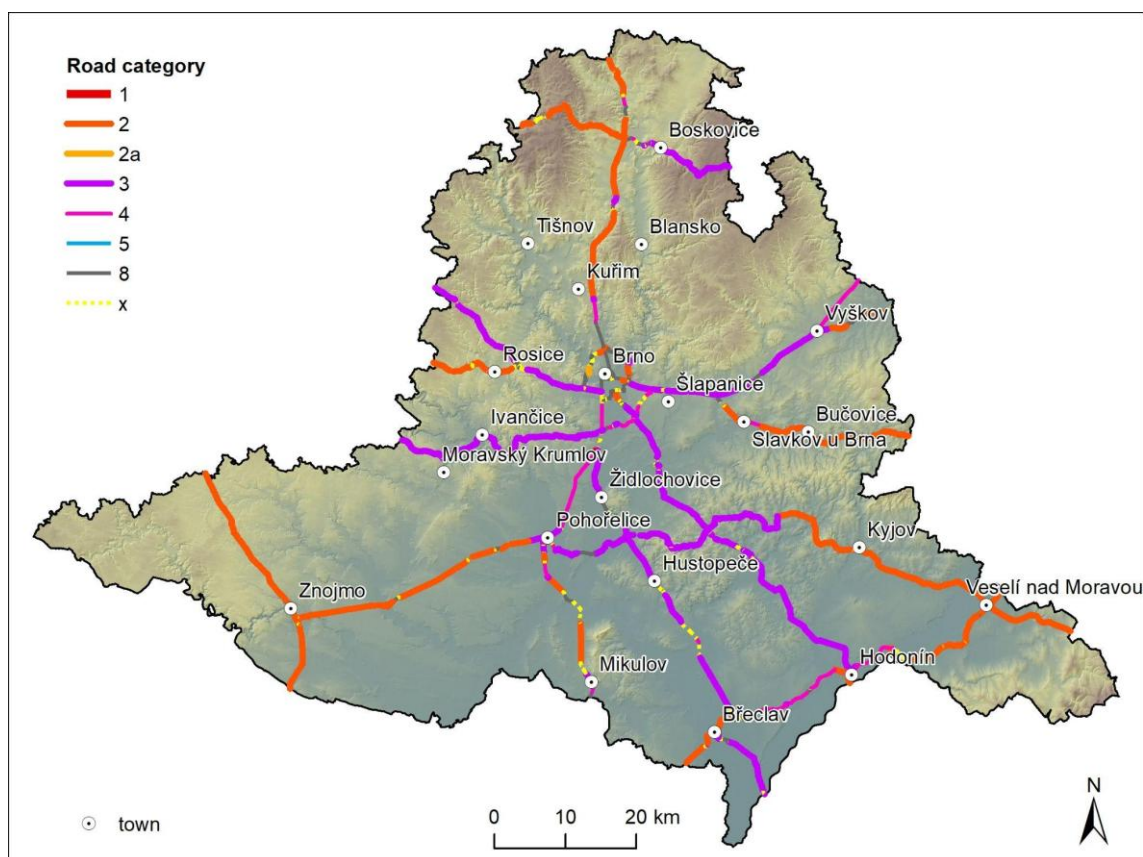 Road category
1
2
2a
3
4
5
8
x
Boskovice
Tišnov
Blansko
Kuřim
Vyškov
Rosice
Brno
Šlapanice
Ivančice
Bučovice
Slavkov u Brna
Moravský Krumlov
Židlochovice
Pohořelice
Kyjov
Hustopeče
Znojmo
Veselí nad Moravou
Mikulov
Hodonín
Břeclav
town
0 10 20 km
N